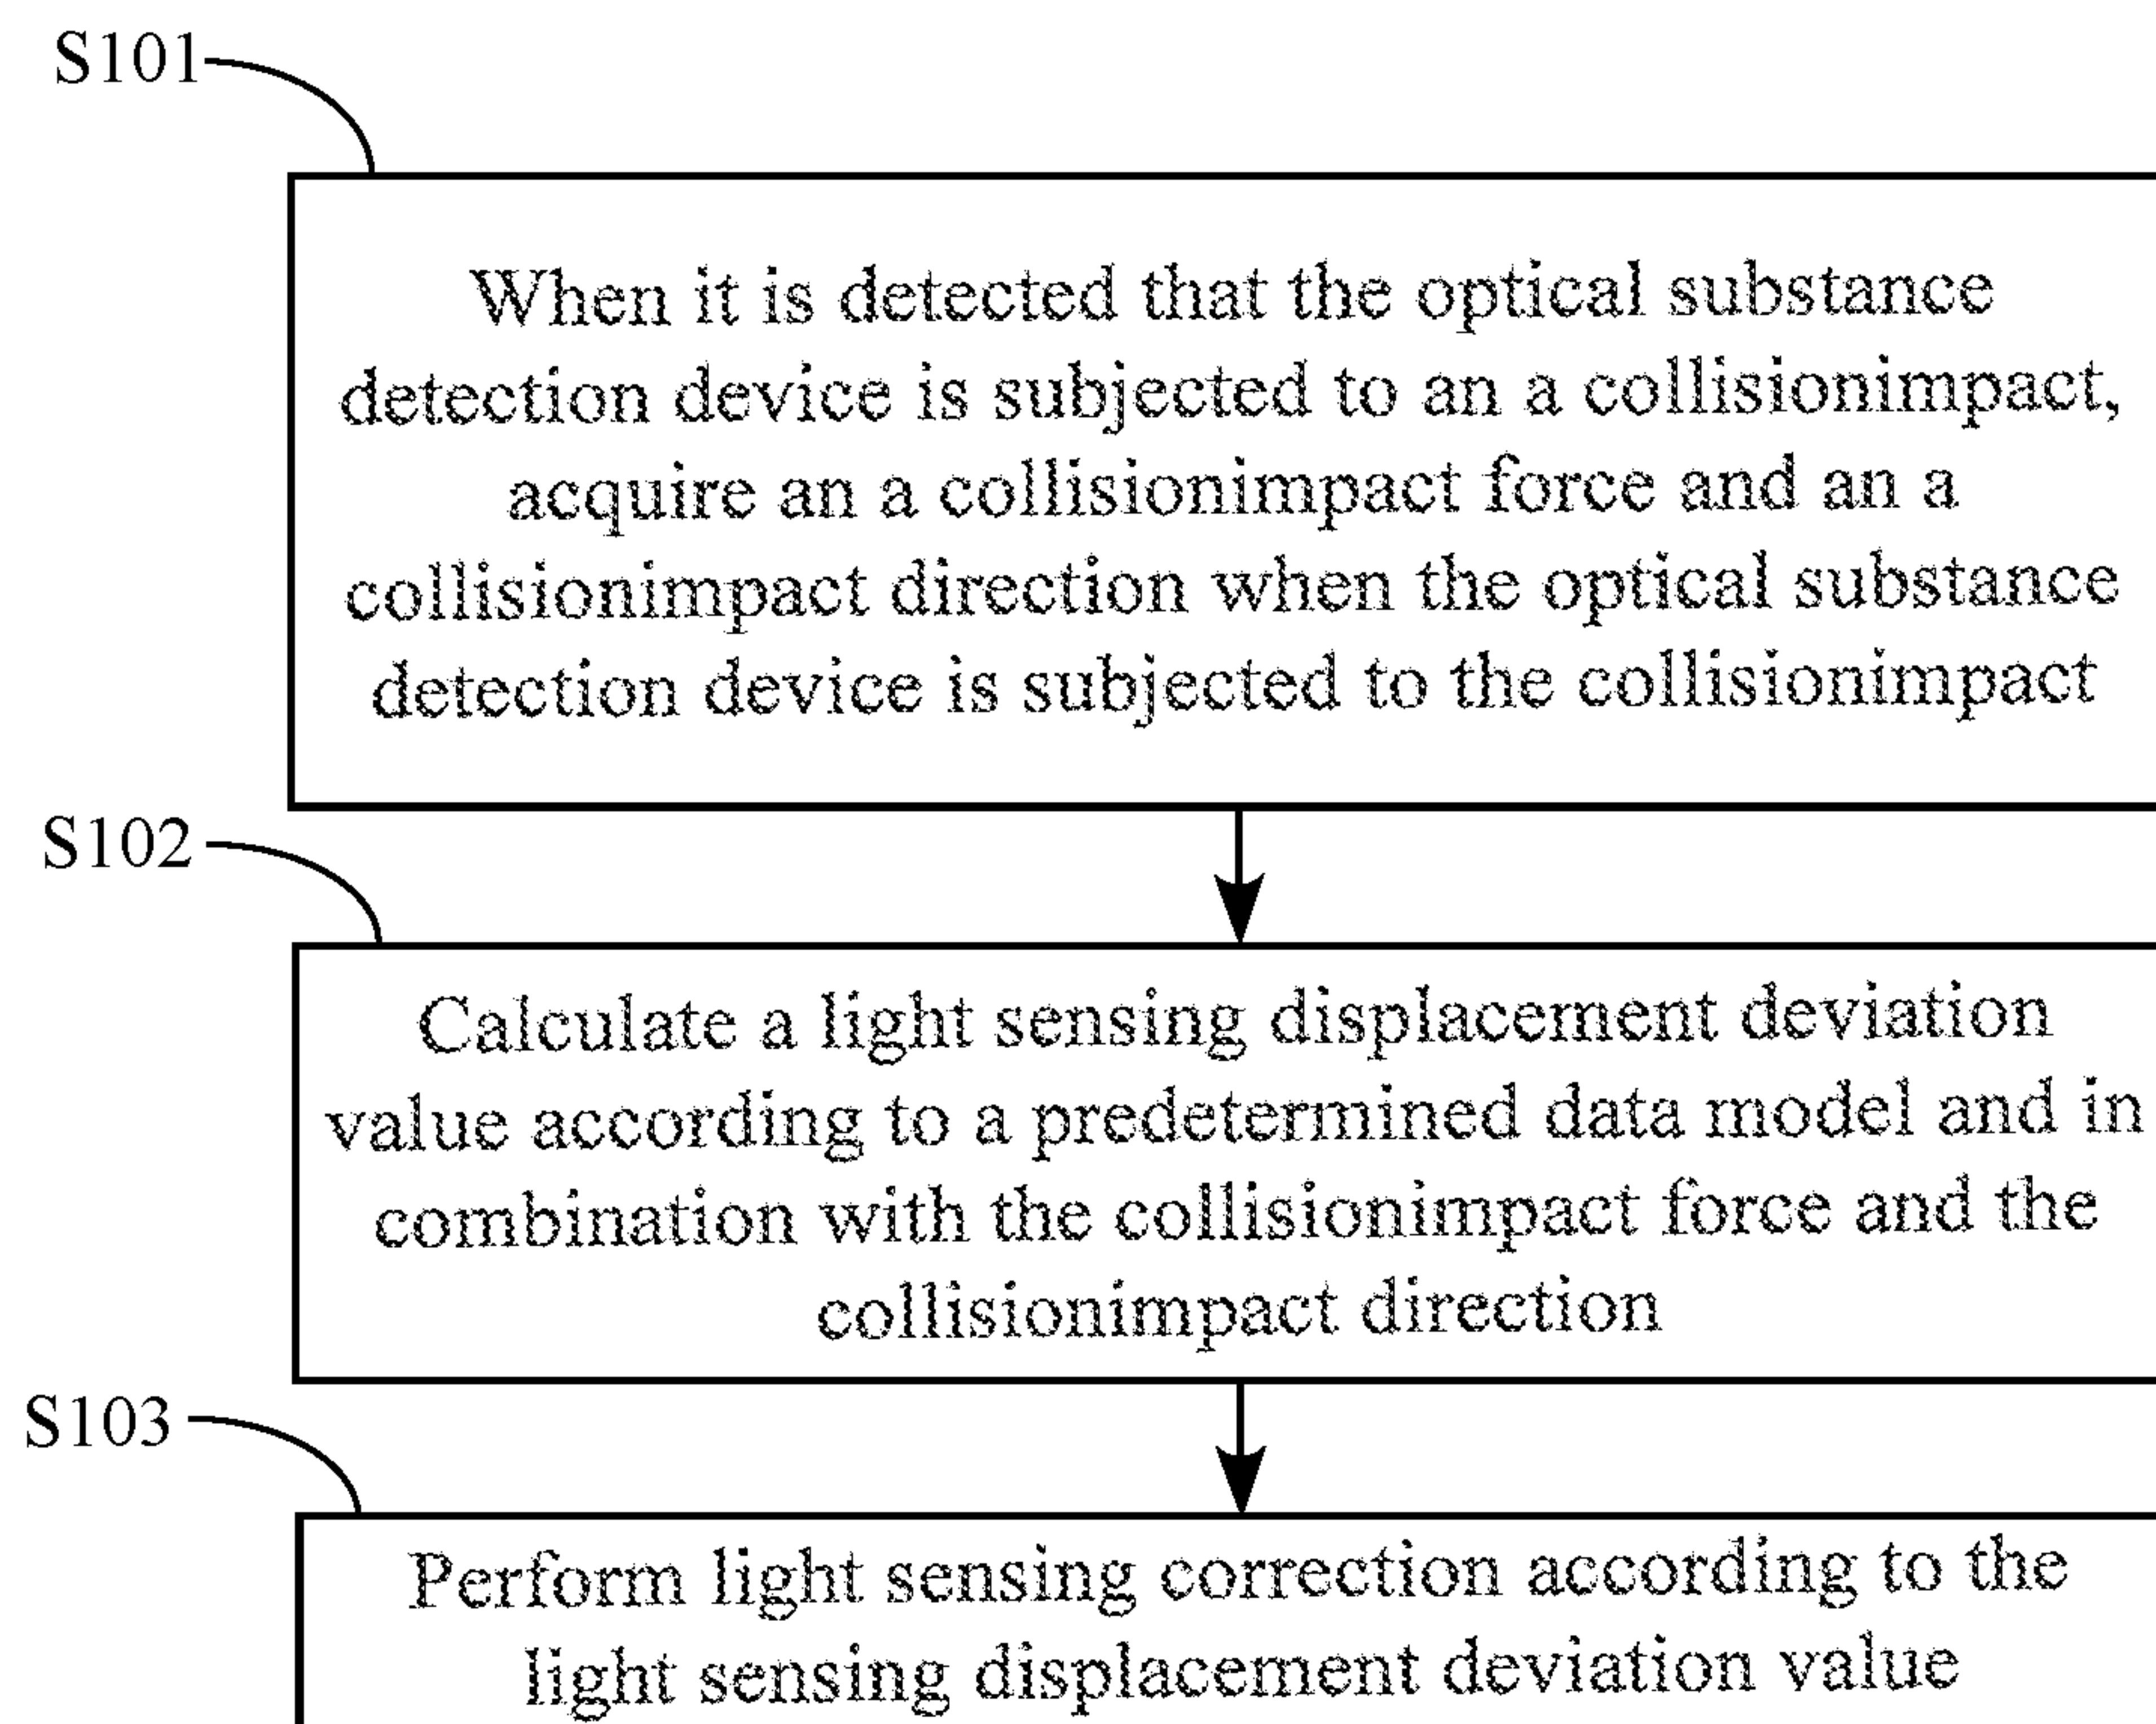 S101
When it is detected that the optical substance
detection device is subjected to an a collisionimpact,
acquire an a collisionimpact force and an a
collisionimpact direction when the optical substance
detection device is subjected to the collisionimpact
S102
Calculate a light sensing displacement deviation
value according to a predetermined data model and in
combination with the collisionimpact force and the
collisionimpact direction
S103
Perform light sensing correction according to the
light sensing displacement deviation value